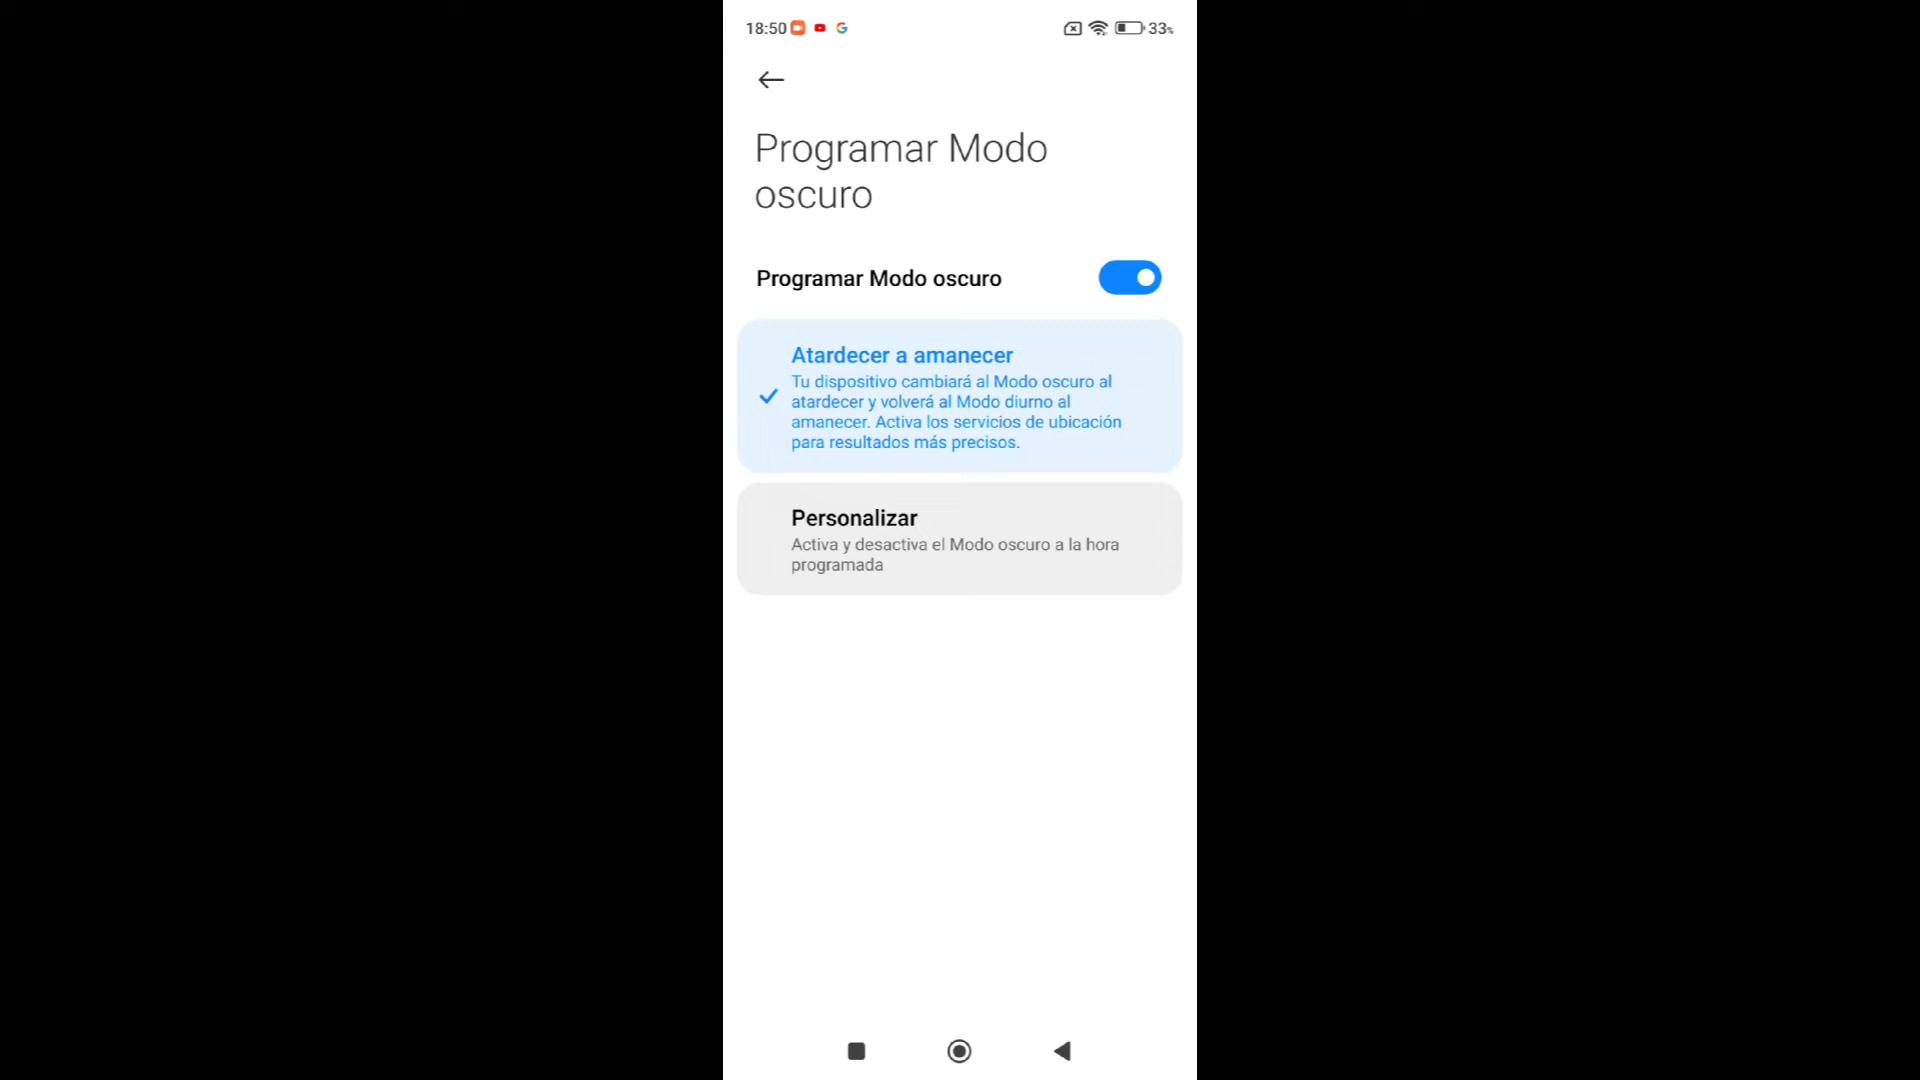 18:50 33%
Programar Modo
oscuro
Programar Modo oscuro
Atardecer a amanecer
Tu dispositivo cambiará al Modo oscuro al
atardecer y volverá al Modo diurno al
amanecer. Activa los servicios de ubicación
para resultados más precisos.
Personalizar
Activa y desactiva el Modo oscuro a la hora
programada